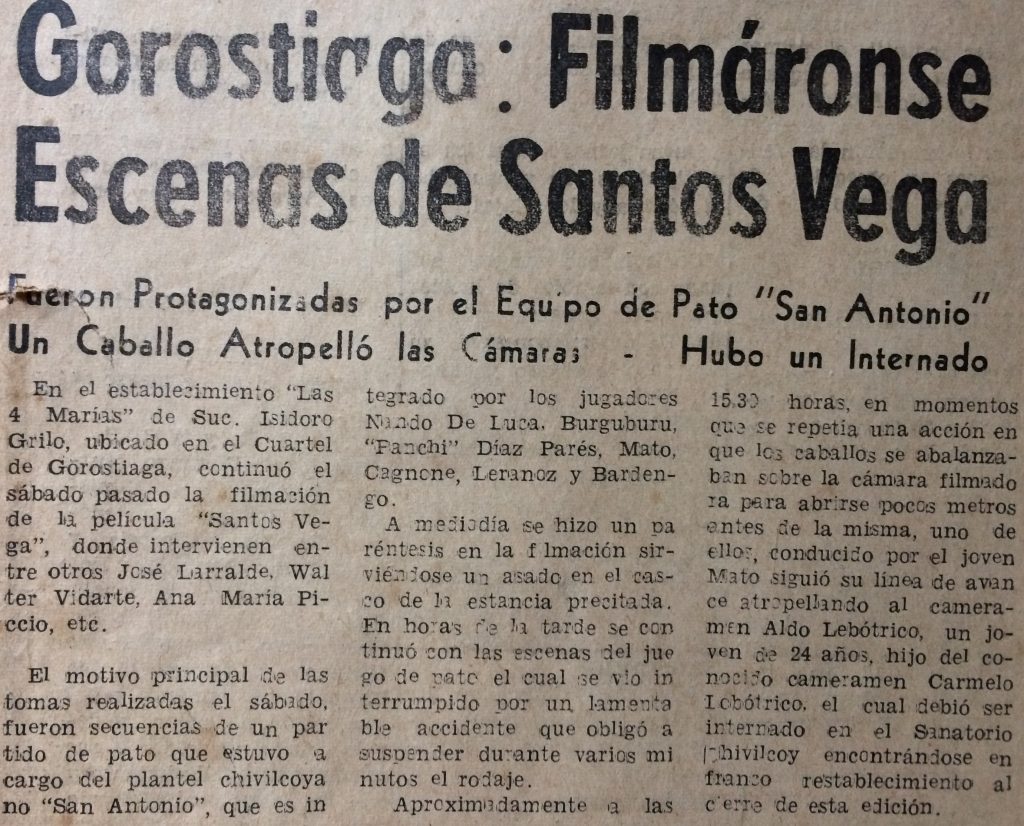 Gorostiaga: Filmáronse
Escenas de Santos Vega
Fueron Protagonizadas por el Equipo de Pato "San Antonio"
Un Caballo Atropelló las Cámaras - Hubo un Internado
En el establecimiento "Las
4 Marías" de Suc. Isidoro
Grilo, ubicado en el Cuartel
de Gorostiaga, continuó el
sábado pasado la filmación
de la película "Santos Ve-
ga", donde intervienen en-
tre otros José Larralde, Wal
ter Vidarte, Ana María Pi-
ccio, etc.
El motivo principal de las
tomas realizadas el sábado,
fueron secuencias de un par
tido de pato que estuvo a
cargo del plantel chivilcoya
no "San Antonio", que es in
tegrado por los jugadores
Nando De Luca, Burguburu,
"Panchi" Díaz Parés, Mato,
Cagnone, Leranoz y Barden-
go.
A mediodía se hizo un pa
réntesis en la filmación sir-
viéndose un asado en el cas-
co de la estancia precitada.
En horas de la tarde se con
tinuó con las escenas del jue
go de pato el cual se vio in
terrumpido por un lamenta
ble accidente que obligó a
suspender durante varios mi
nutos el rodaje.
Aproximadamente a las
15.30 horas, en momentos
que se repetía una acción en
que los caballos se abalanza-
ban sobre la cámara filmado
ra para abrirse pocos metros
antes de la misma, uno de
ellos, conducido por el joven
Mato siguió su línea de avan
ce atropellando al camera-
men Aldo Lebótrico, un jo-
ven de 24 años, hijo del co-
nocido cameramen Carmelo
Lobótrico, el cual debió ser
internado en el Sanatorio
Chivilcoy encontrándose en
franco restablecimiento al
cierre de esta edición.